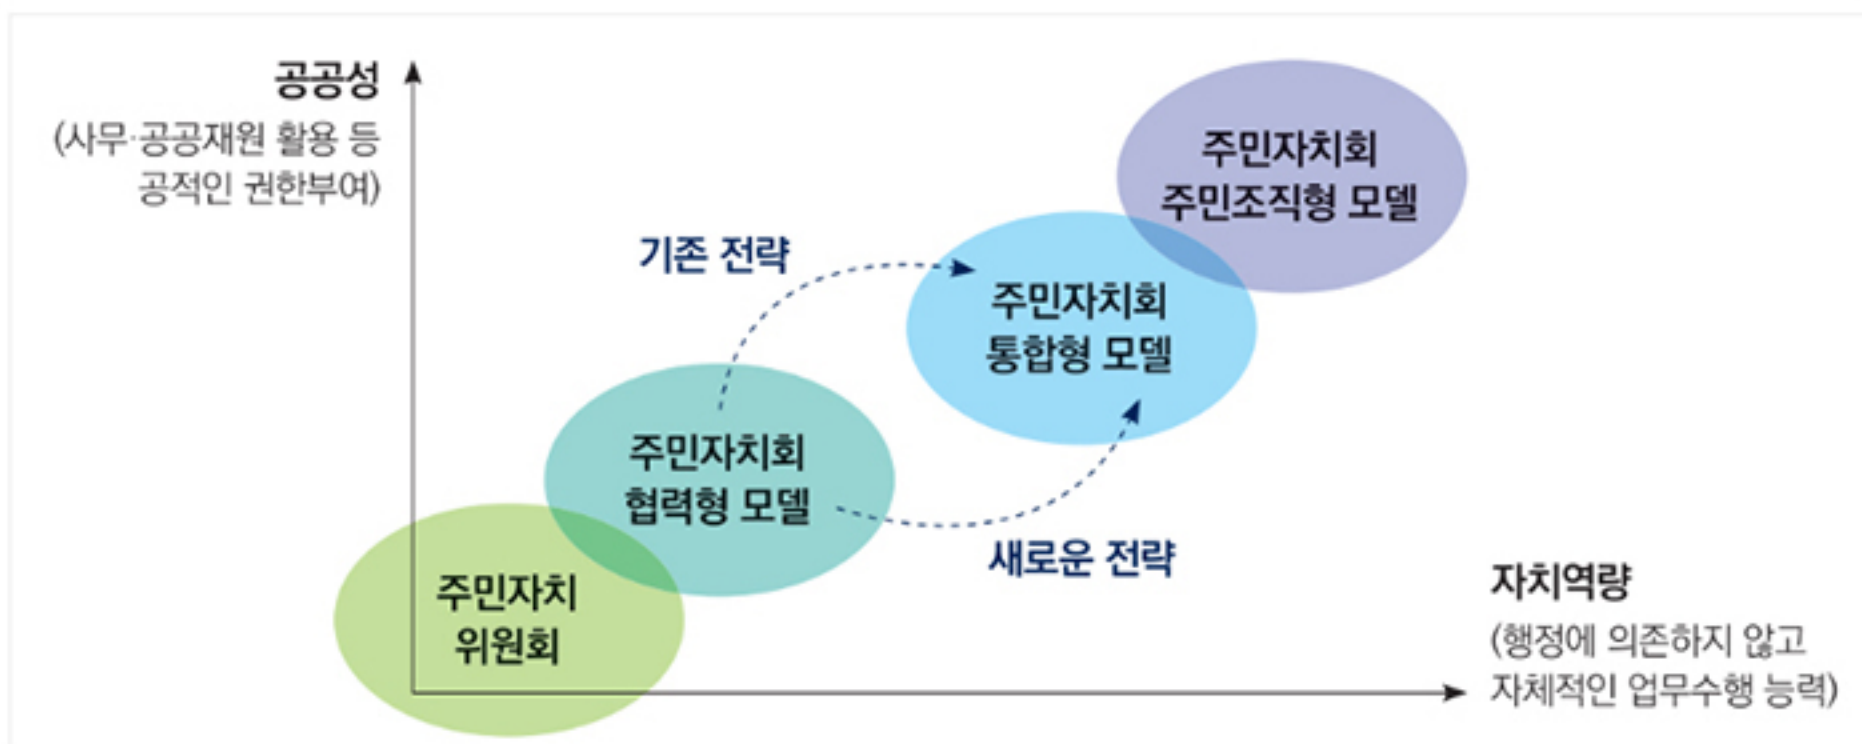 공공성
(사무·공공재원 활용 등
공적인 권한부여)
주민자치회
주민조직형 모델
기존 전략
주민자치회
통합형 모델
주민자치회
협력형 모델
새로운 전략
주민자치
위원회
자치역량
(행정에 의존하지 않고
자체적인 업무수행 능력)